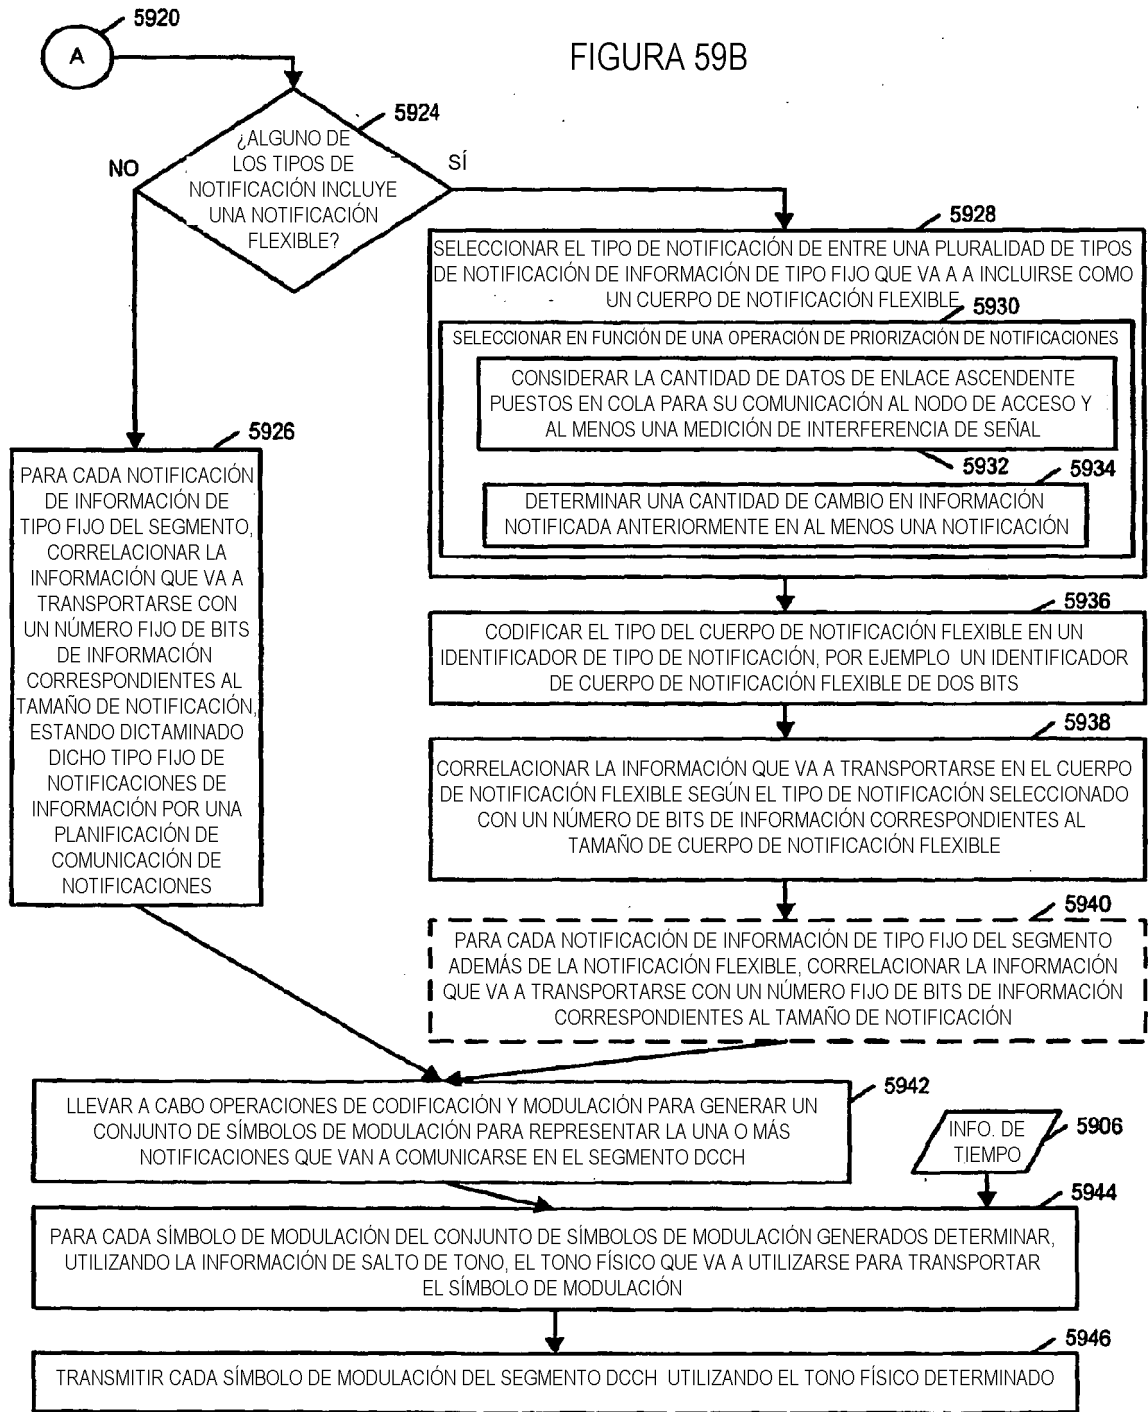 5920
A
FIGURA 59B
5924
¿ALGUNO DE
LOS TIPOS DE
NOTIFICACIÓN INCLUYE
UNA NOTIFICACIÓN
FLEXIBLE?
NO
SÍ
5928
SELECCIONAR EL TIPO DE NOTIFICACIÓN DE ENTRE UNA PLURALIDAD DE TIPOS
DE NOTIFICACIÓN DE INFORMACIÓN DE TIPO FIJO QUE VA A A INCLUIRSE COMO
UN CUERPO DE NOTIFICACIÓN FLEXIBLE
5930
SELECCIONAR EN FUNCIÓN DE UNA OPERACIÓN DE PRIORIZACIÓN DE NOTIFICACIONES
CONSIDERAR LA CANTIDAD DE DATOS DE ENLACE ASCENDENTE
PUESTOS EN COLA PARA SU COMUNICACIÓN AL NODO DE ACCESO Y
AL MENOS UNA MEDICIÓN DE INTERFERENCIA DE SEÑAL
5932
5934
DETERMINAR UNA CANTIDAD DE CAMBIO EN INFORMACIÓN
NOTIFICADA ANTERIORMENTE EN AL MENOS UNA NOTIFICACIÓN
5926
PARA CADA NOTIFICACIÓN
DE INFORMACIÓN DE
TIPO FIJO DEL SEGMENTO,
CORRELACIONAR LA
INFORMACIÓN QUE VA A
TRANSPORTARSE CON
UN NÚMERO FIJO DE BITS
DE INFORMACIÓN
CORRESPONDIENTES AL
TAMAÑO DE NOTIFICACIÓN,
ESTANDO DICTAMINADO
DICHO TIPO FIJO DE
NOTIFICACIONES DE
INFORMACIÓN POR UNA
PLANIFICACIÓN DE
COMUNICACIÓN DE
NOTIFICACIONES
5936
CODIFICAR EL TIPO DEL CUERPO DE NOTIFICACIÓN FLEXIBLE EN UN
IDENTIFICADOR DE TIPO DE NOTIFICACIÓN, POR EJEMPLO UN IDENTIFICADOR
DE CUERPO DE NOTIFICACIÓN FLEXIBLE DE DOS BITS
5938
CORRELACIONAR LA INFORMACIÓN QUE VA A TRANSPORTARSE EN EL CUERPO
DE NOTIFICACIÓN FLEXIBLE SEGÚN EL TIPO DE NOTIFICACIÓN SELECCIONADO
CON UN NÚMERO DE BITS DE INFORMACIÓN CORRESPONDIENTES AL
TAMAÑO DE CUERPO DE NOTIFICACIÓN FLEXIBLE
5940
PARA CADA NOTIFICACIÓN DE INFORMACIÓN DE TIPO FIJO DEL SEGMENTO
ADEMÁS DE LA NOTIFICACIÓN FLEXIBLE, CORRELACIONAR LA INFORMACIÓN
QUE VA A TRANSPORTARSE CON UN NÚMERO FIJO DE BITS DE INFORMACIÓN
CORRESPONDIENTES AL TAMAÑO DE NOTIFICACIÓN
5942
LLEVAR A CABO OPERACIONES DE CODIFICACIÓN Y MODULACIÓN PARA GENERAR UN
CONJUNTO DE SÍMBOLOS DE MODULACIÓN PARA REPRESENTAR LA UNA O MÁS
NOTIFICACIONES QUE VAN A COMUNICARSE EN EL SEGMENTO DCCH
5906
INFO. DE
TIEMPO
5944
PARA CADA SÍMBOLO DE MODULACIÓN DEL CONJUNTO DE SÍMBOLOS DE MODULACIÓN GENERADOS DETERMINAR,
UTILIZANDO LA INFORMACIÓN DE SALTO DE TONO, EL TONO FÍSICO QUE VA A UTILIZARSE PARA TRANSPORTAR
EL SÍMBOLO DE MODULACIÓN
5946
TRANSMITIR CADA SÍMBOLO DE MODULACIÓN DEL SEGMENTO DCCH UTILIZANDO EL TONO FÍSICO DETERMINADO